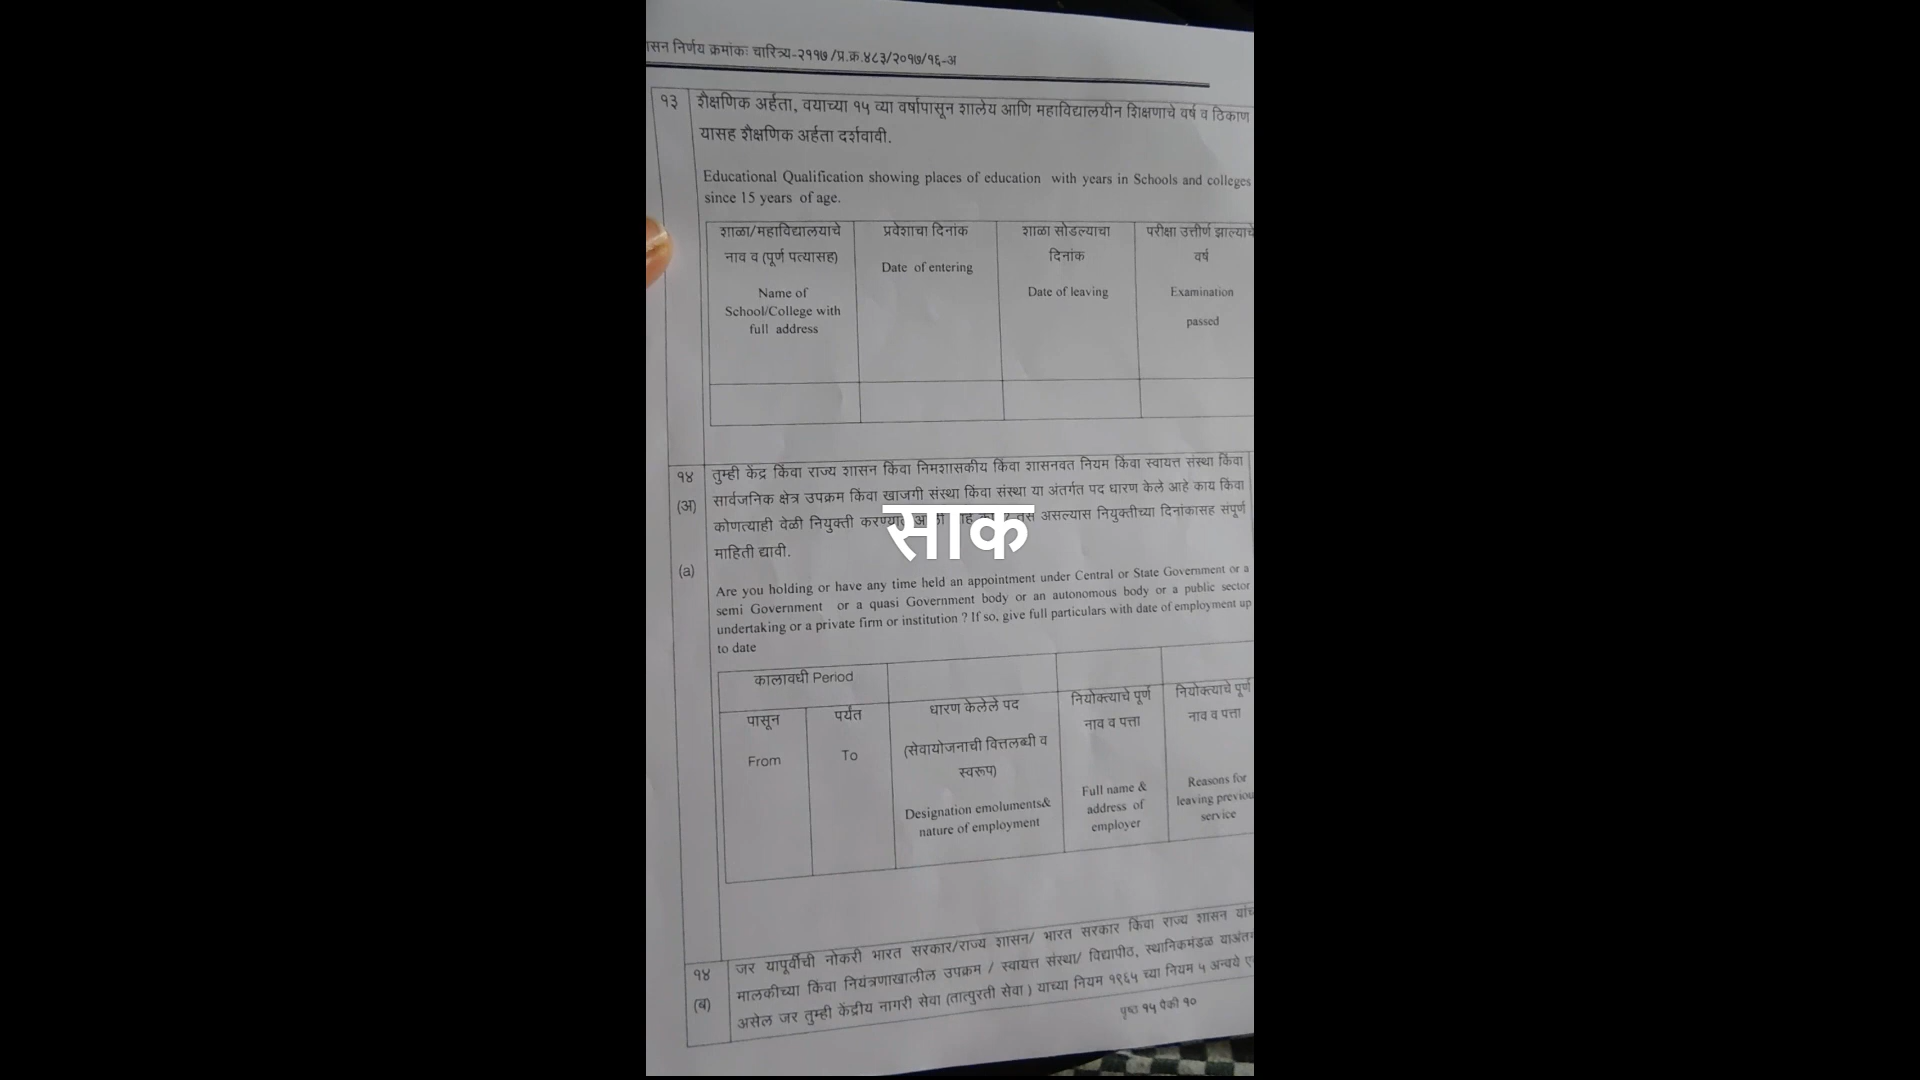 सन निर्णय क्रमांकः चारित्र्य-२११७/प्र.क्र.४८३/२०१७/१६-अ
१३ शैक्षणिक अर्हता, वयाच्या १५ व्या वर्षापासून शालेय आणि महाविद्यालयीन शिक्षणाचे वर्ष व ठिकाण
यासह शैक्षणिक अर्हता दर्शवावी.
Educational Qualification showing places of education with years in Schools and colleges
since 15 years of age.
शाळा/महाविद्यालयाचे
नाव व (पूर्ण पत्यासह)
Name of
School/College with
full address
प्रवेशाचा दिनांक
Date of entering
शाळा सोडल्याचा
दिनांक
Date of leaving
परीक्षा उत्तीर्ण झाल्याचे
वर्ष
Examination
passed
१४ तुम्ही केंद्र किंवा राज्य शासन किंवा निमशासकीय किंवा शासनवत नियम किंवा स्वायत्त संस्था किंवा
(अ) सार्वजनिक क्षेत्र उपक्रम किंवा खाजगी संस्था किंवा संस्था या अंतर्गत पद धारण केले आहे काय किंवा
कोणत्याही वेळी नियुक्ती असल्यास नियुक्तीच्या दिनांकासह संपूर्ण
साक
माहिती द्यावी.
(a)
Are you holding or have any time held an appointment under Central or State Government or a
semi Government or a quasi Government body or an autonomous body or a public sector
undertaking or a private firm or institution ? If so, give full particulars with date of employment up
to date
कालावधी Period
पासून
From
पर्यंत
To
धारण केलेले पद
(सेवायोजनाची वित्तलब्धी व
स्वरूप)
Designation emoluments&
nature of employment
नियोक्त्याचे पूर्ण
नाव व पत्ता
Full name &
address of
employer
नियोक्त्याचे पूर्ण
नाव व पत्ता
Reasons for
leaving previou
service
१४ जर यापूर्वीची नोकरी भारत सरकार/राज्य शासन/ भारत सरकार किंवा राज्य शासन
(ब) मालकीच्या किंवा नियंत्रणाखालील उपक्रम / स्वायत्त संस्था/ विद्यापीठ, स्थानिकमंडळ
असेल जर तुम्ही केंद्रीय नागरी सेवा (तात्पुरती सेवा ) याच्या नियम १९६५ च्या नियम ५ अन्वये
पृष्ठ १५ पैकी १०